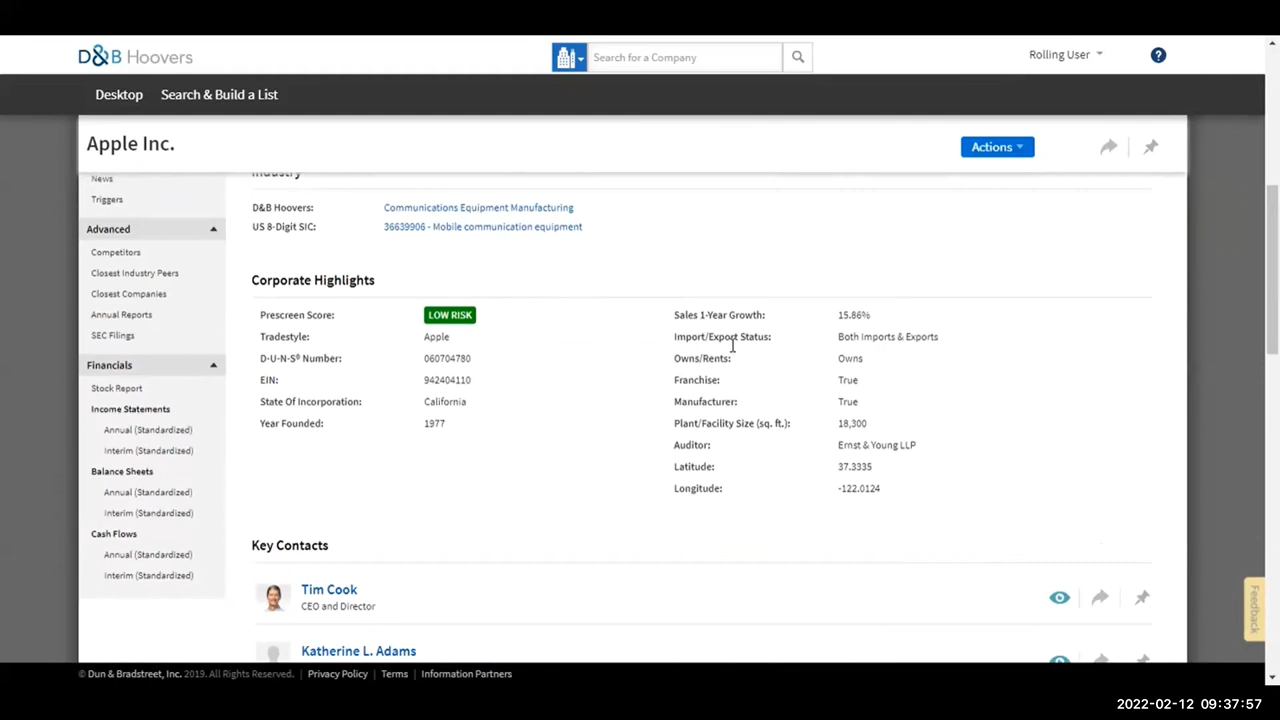 D&B Hoovers
Search for a Company
Rolling User
?
Desktop
Search & Build a List
Apple Inc.
Actions
News
Triggers
Advanced
Competitors
Closest Industry Peers
Closest Companies
Annual Reports
SEC Filings
Financials
Stock Report
Income Statements
Annual (Standardized)
Interim (Standardized)
Balance Sheets
Annual (Standardized)
Interim (Standardized)
Cash Flows
Annual (Standardized)
Interim (Standardized)
Industry
D&B Hoovers: Communications Equipment Manufacturing
US 8-Digit SIC: 36639906 - Mobile communication equipment
Corporate Highlights
Prescreen Score: LOW RISK
Tradestyle: Apple
D-U-N-S® Number: 060704780
EIN: 942404110
State Of Incorporation: California
Year Founded: 1977
Sales 1-Year Growth: 15.86%
Import/Export Status: Both Imports & Exports
Owns/Rents: Owns
Franchise: True
Manufacturer: True
Plant/Facility Size (sq. ft.): 18,300
Auditor: Ernst & Young LLP
Latitude: 37.3335
Longitude: -122.0124
Key Contacts
Tim Cook
CEO and Director
Katherine L. Adams
Feedback
© Dun & Bradstreet, Inc. 2019. All Rights Reserved. | Privacy Policy | Terms | Information Partners
2022-02-12 09:37:57